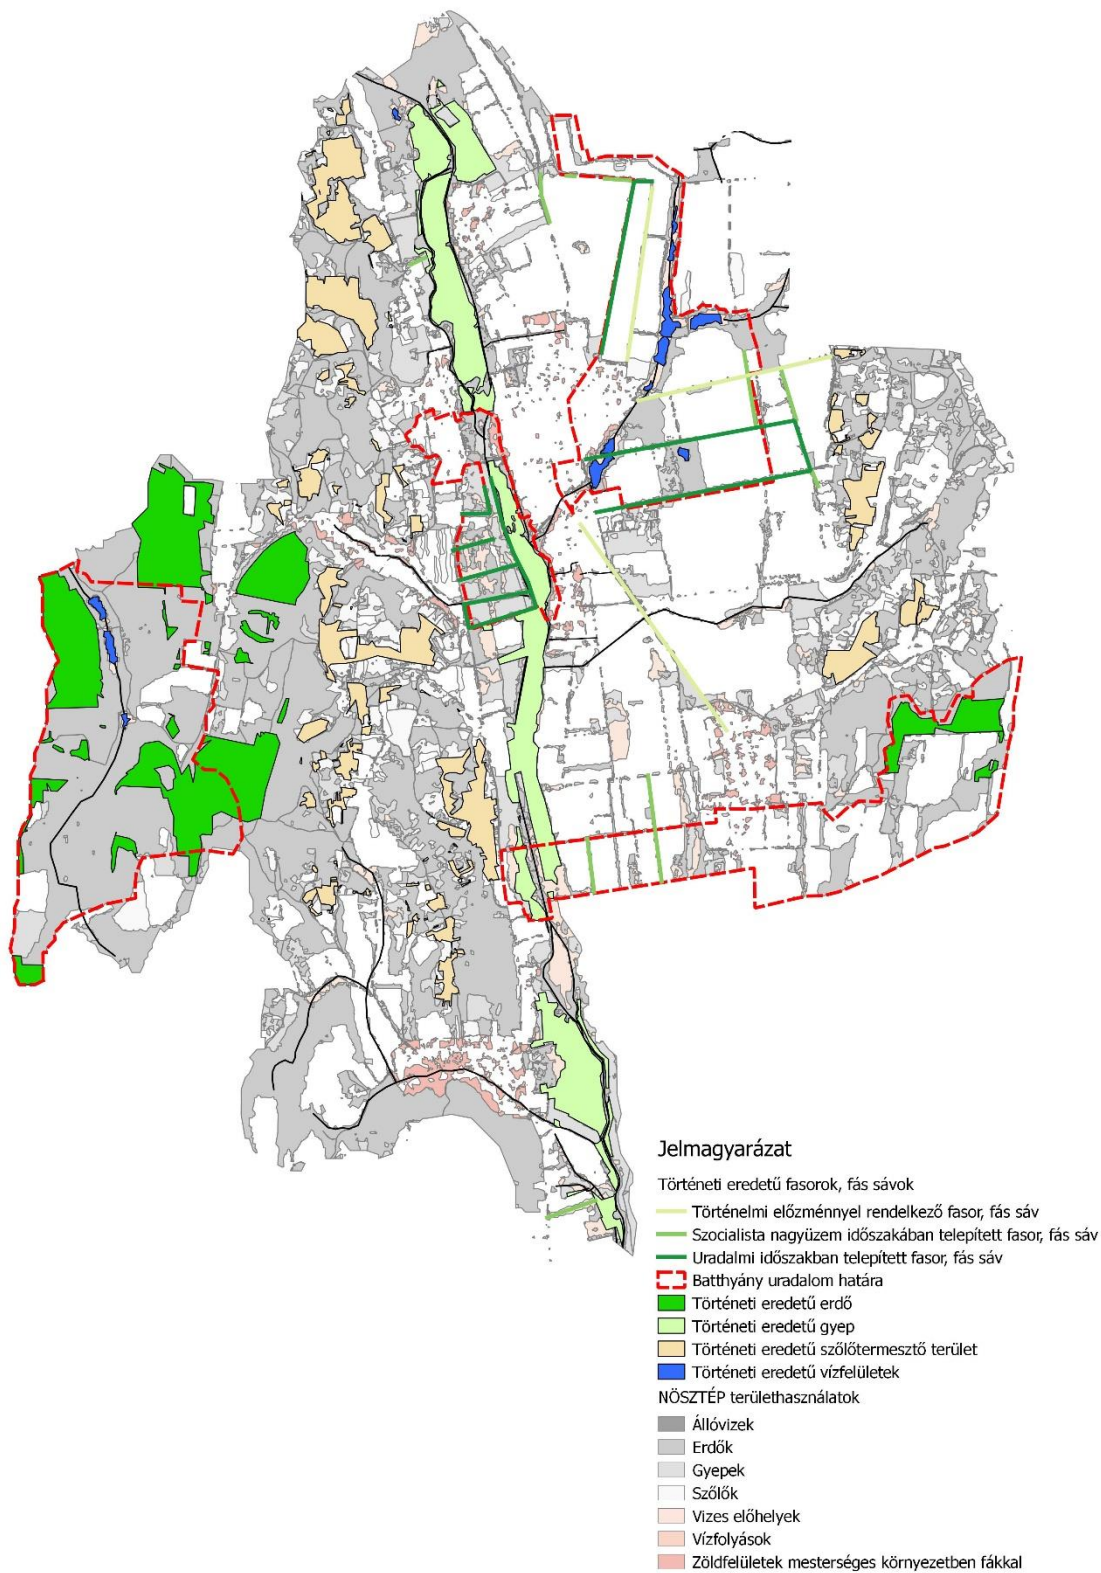 Jelmagyarázat
Történeti eredetű fasorok, fás sávok
Történelmi előzménnyel rendelkező fasor, fás sáv
Szocialista nagyüzem időszakában telepített fasor, fás sáv
Uradalmi időszakban telepített fasor, fás sáv
Batthyány uradalom határa
Történeti eredetű erdő
Történeti eredetű gyep
Történeti eredetű szőlőtermesztő terület
Történeti eredetű vízfelületek
NÖSZTÉP területhasználatok
Állóvizek
Erdők
Gyepek
Szőlők
Vizes előhelyek
Vízfolyások
Zöldfelületek mesterséges környezetben fákkal